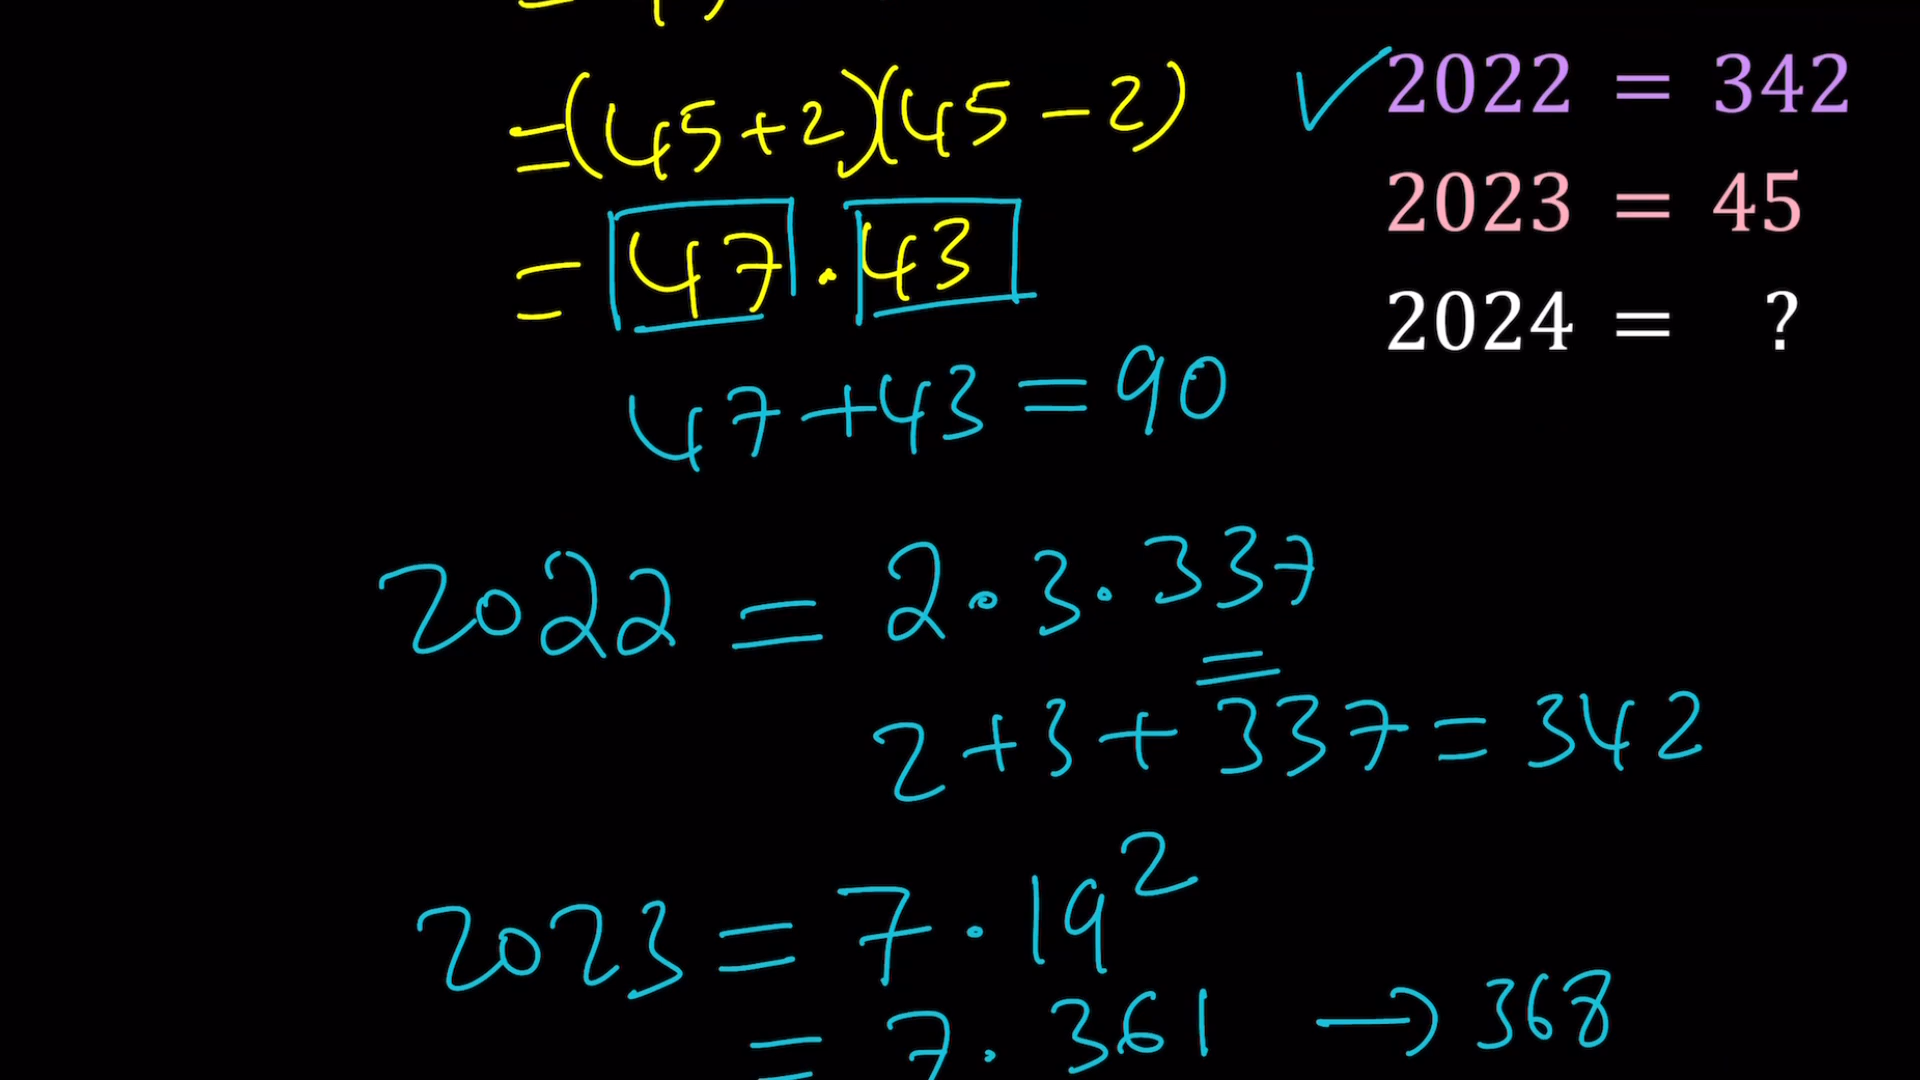 =(45+2)(45-2)
= 47 · 43
47+43=90
2022 = 2·3·337
2+3+337=342
2023 = 7·19²
= 7·361 → 368
✓ 2022 = 342
2023 = 45
2024 = ?